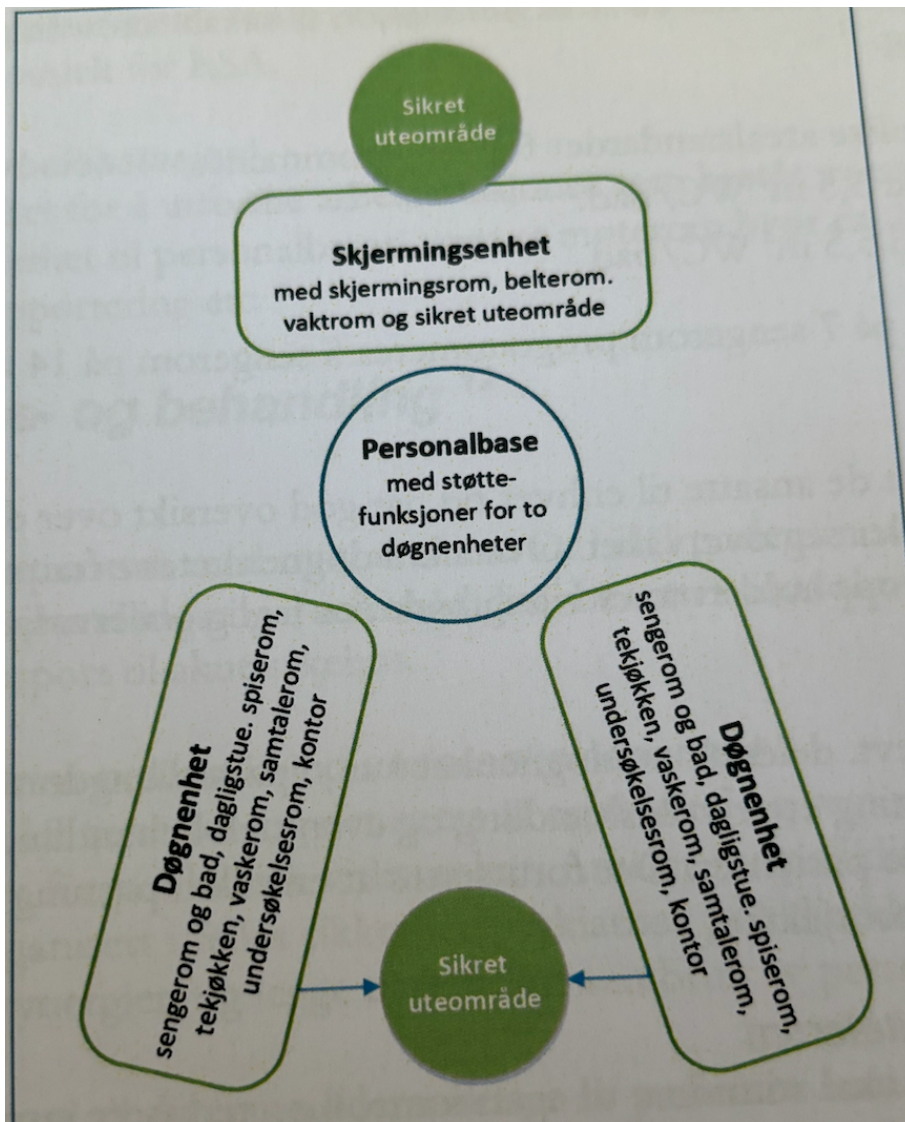 Sikret
uteområde
Skjermingsenhet
med skjermingsrom, belterom.
vaktrom og sikret uteområde
Personalbase
med støtte-
funksjoner for to
døgnenheter
Døgnenhet
sengerom og bad, dagligstue. spiserom,
tekjøkken, vaskerom, samtalerom,
undersøkelsesrom, kontor
Døgnenhet
sengerom og bad, dagligstue. spiserom,
tekjøkken, vaskerom, samtalerom,
undersøkelsesrom, kontor
Sikret
uteområde